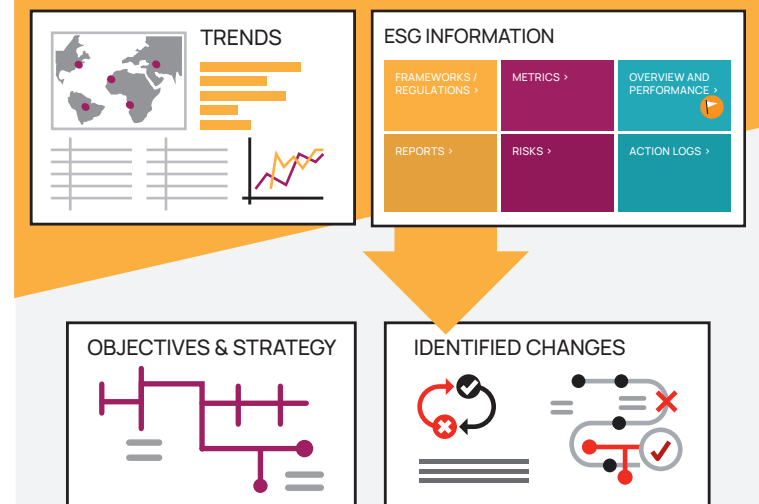 TRENDS
ESG INFORMATION
FRAMEWORKS /
REGULATIONS >
METRICS >
OVERVIEW AND
PERFORMANCE >
REPORTS >
RISKS >
ACTION LOGS >
OBJECTIVES & STRATEGY
IDENTIFIED CHANGES